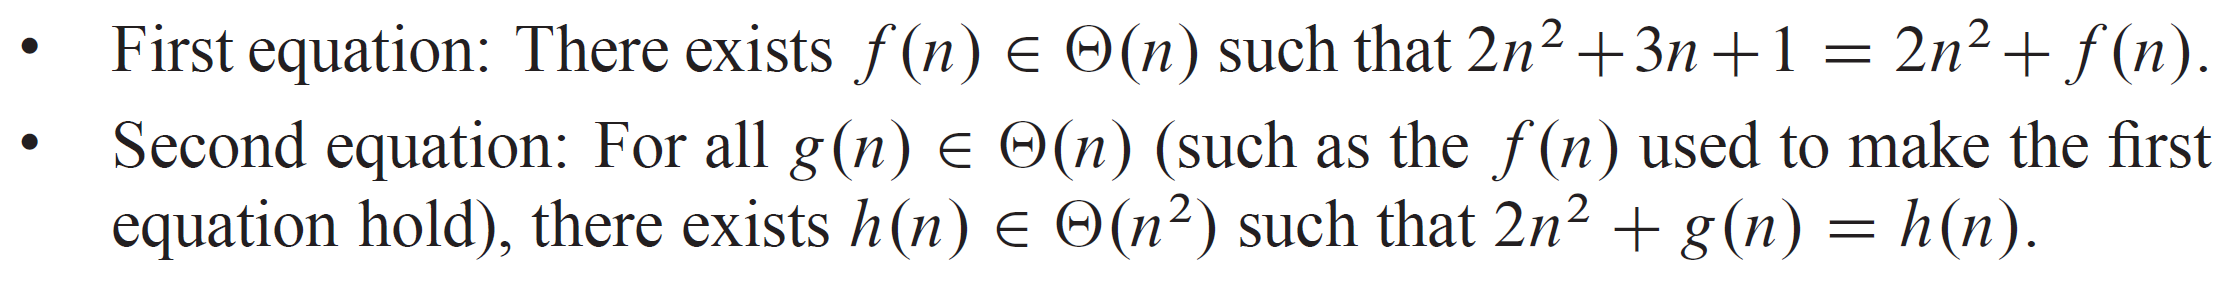 • First equation: There exists f(n) ∈ Θ(n) such that 2n² + 3n + 1 = 2n² + f(n).
• Second equation: For all g(n) ∈ Θ(n) (such as the f(n) used to make the first
equation hold), there exists h(n) ∈ Θ(n²) such that 2n² + g(n) = h(n).